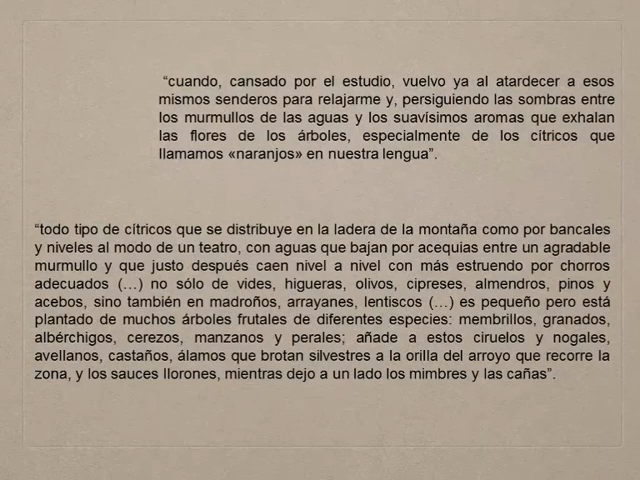 “cuando, cansado por el estudio, vuelvo ya al atardecer a esos
mismos senderos para relajarme y, persiguiendo las sombras entre
los murmullos de las aguas y los suavísimos aromas que exhalan
las flores de los árboles, especialmente de los cítricos que
llamamos «naranjos» en nuestra lengua”.
“todo tipo de cítricos que se distribuye en la ladera de la montaña como por bancales
y niveles al modo de un teatro, con aguas que bajan por acequias entre un agradable
murmullo y que justo después caen nivel a nivel con más estruendo por chorros
adecuados (…) no sólo de vides, higueras, olivos, cipreses, almendros, pinos y
acebos, sino también en madroños, arrayanes, lentiscos (…) es pequeño pero está
plantado de muchos árboles frutales de diferentes especies: membrillos, granados,
albérchigos, cerezos, manzanos y perales; añade a estos ciruelos y nogales,
avellanos, castaños, álamos que brotan silvestres a la orilla del arroyo que recorre la
zona, y los sauces llorones, mientras dejo a un lado los mimbres y las cañas”.